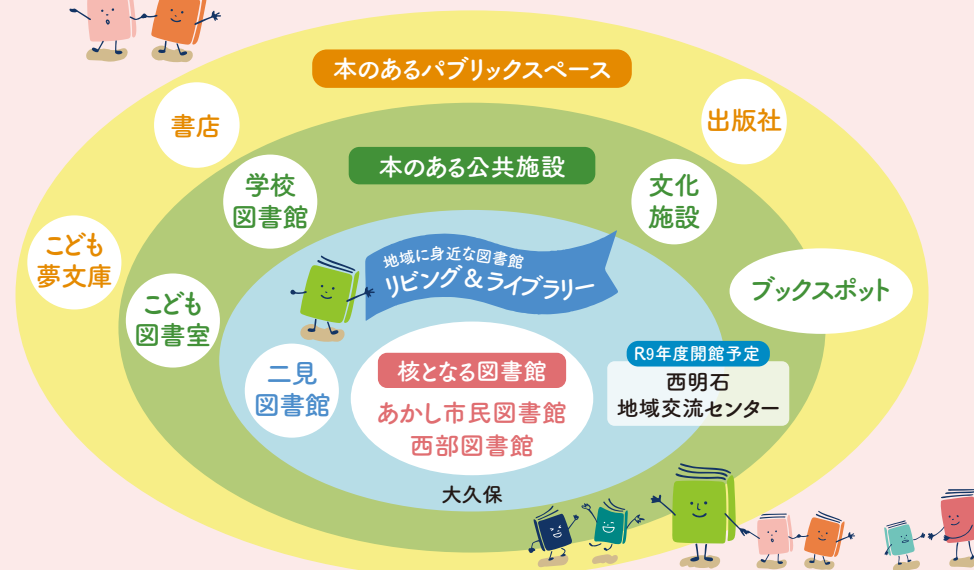 本のあるパブリックスペース
書店
出版社
本のある公共施設
学校
図書館
文化
施設
こども
夢文庫
地域に身近な図書館
リビング&ライブラリー
ブックスポット
こども
図書室
R9年度開館予定
西明石
地域交流センター
二見
図書館
核となる図書館
あかし市民図書館
西部図書館
大久保